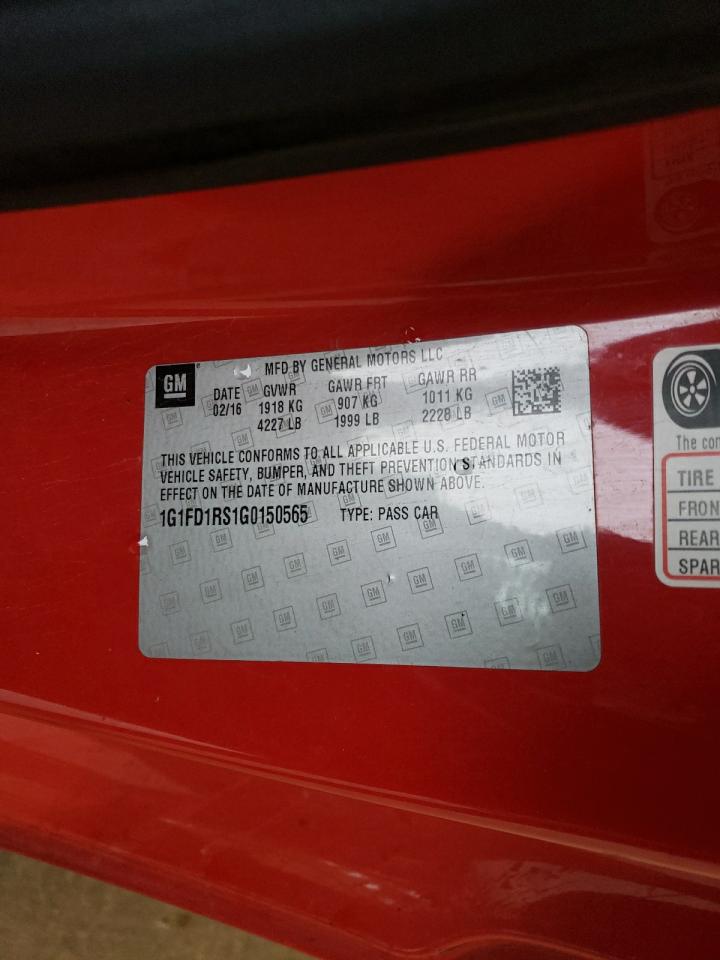 GM
MFD BY GENERAL MOTORS LLC
DATE GVWR GAWR FRT GAWR RR
02/16 1918 KG 907 KG 1011 KG
4227 LB 1999 LB 2228 LB
THIS VEHICLE CONFORMS TO ALL APPLICABLE U.S. FEDERAL MOTOR
VEHICLE SAFETY, BUMPER, AND THEFT PREVENTION STANDARDS IN
EFFECT ON THE DATE OF MANUFACTURE SHOWN ABOVE.
1G1FD1RS1G0150565 TYPE: PASS CAR
The com
TIRE
FRON
REAR
SPAR